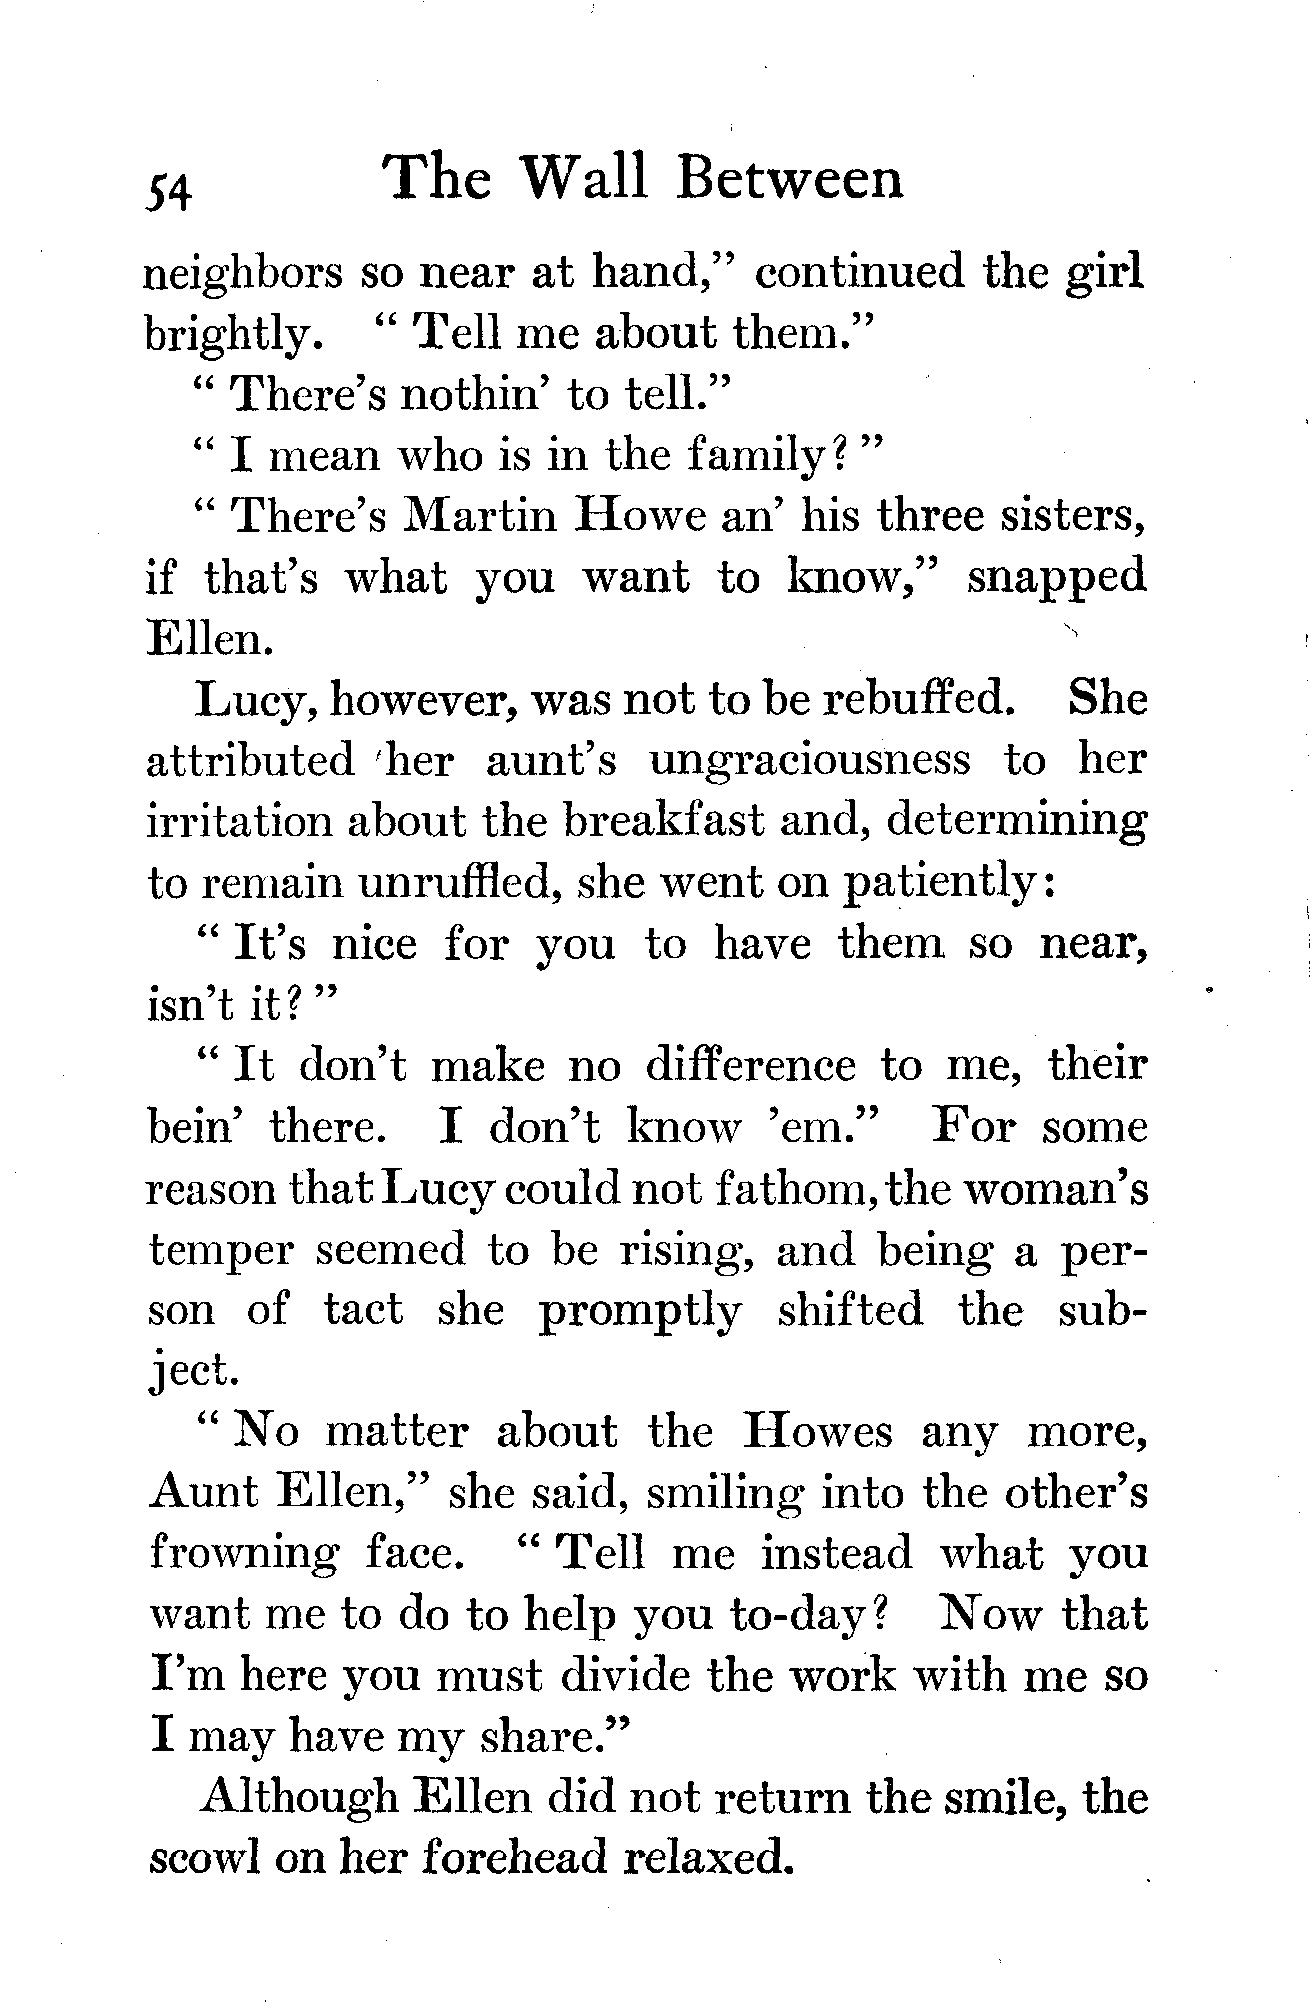 54 The Wall Between
neighbors so near at hand,” continued the girl
brightly. “ Tell me about them.”
“ There’s nothin’ to tell.”
“ I mean who is in the family? ”
“ There’s Martin Howe an’ his three sisters,
if that’s what you want to know,” snapped
Ellen.
Lucy, however, was not to be rebuffed. She
attributed her aunt’s ungraciousness to her
irritation about the breakfast and, determining
to remain unruffled, she went on patiently:
“ It’s nice for you to have them so near,
isn’t it? ”
“ It don’t make no difference to me, their
bein’ there. I don’t know ’em.” For some
reason that Lucy could not fathom, the woman’s
temper seemed to be rising, and being a per-
son of tact she promptly shifted the sub-
ject.
“ No matter about the Howes any more,
Aunt Ellen,” she said, smiling into the other’s
frowning face. “ Tell me instead what you
want me to do to help you to-day? Now that
I’m here you must divide the work with me so
I may have my share.”
Although Ellen did not return the smile, the
scowl on her forehead relaxed.